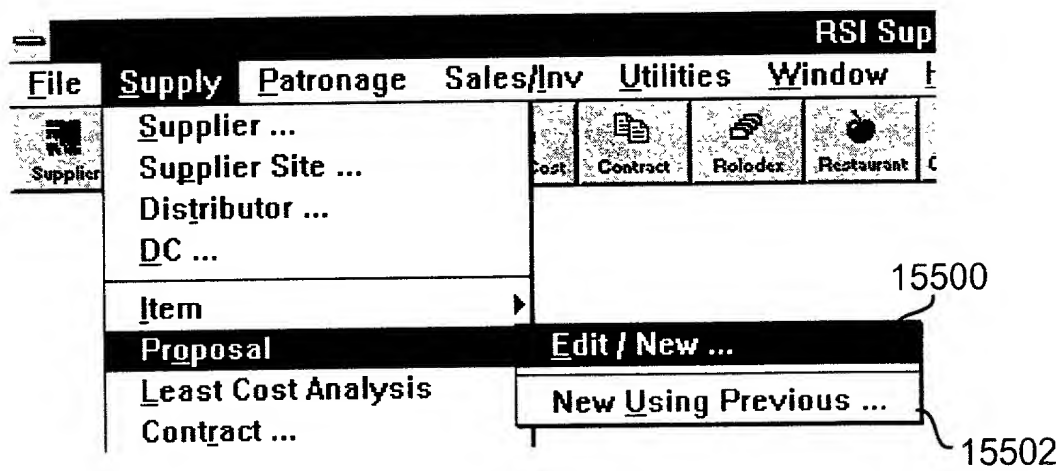 RSI Sup
File Supply Patronage Sales/Inv Utilities Window
Supplier Cost Contract Rolodex Restaurant
Supplier ...
Supplier Site ...
Distributor ...
DC ...
Item
Proposal
Least Cost Analysis
Contract ...
Edit / New ...
New Using Previous ...
15500
15502